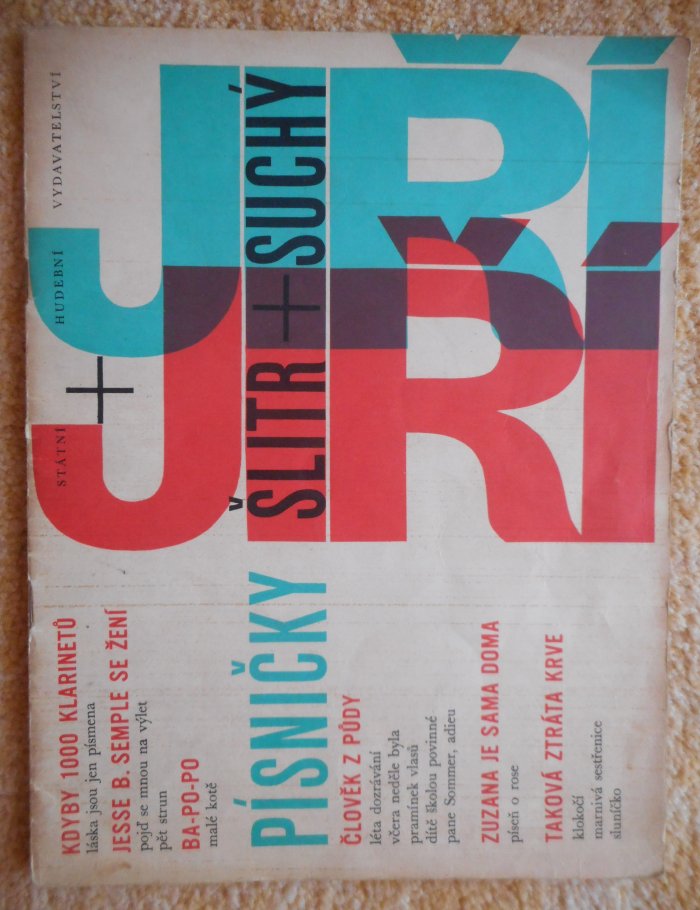 STÁTNÍ HUDEBNÍ VYDAVATELSTVÍ
JIŘÍ
+
JIŘÍ
PÍSNIČKY ŠLITR + SUCHÝ
KDYBY 1000 KLARINETŮ
láska jsou jen písmena
JESSE B. SEMPLE SE ŽENÍ
pojď se mnou na výlet
pět strun
BA-PO-PO
malé kotě
ČLOVĚK Z PŮDY
léta dozrávání
včera neděle byla
pramínek vlasů
dítě školou povinné
pane Sommer, adieu
ZUZANA JE SAMA DOMA
píseň o rose
TAKOVÁ ZTRÁTA KRVE
klokočí
marnivá sestřenice
sluníčko